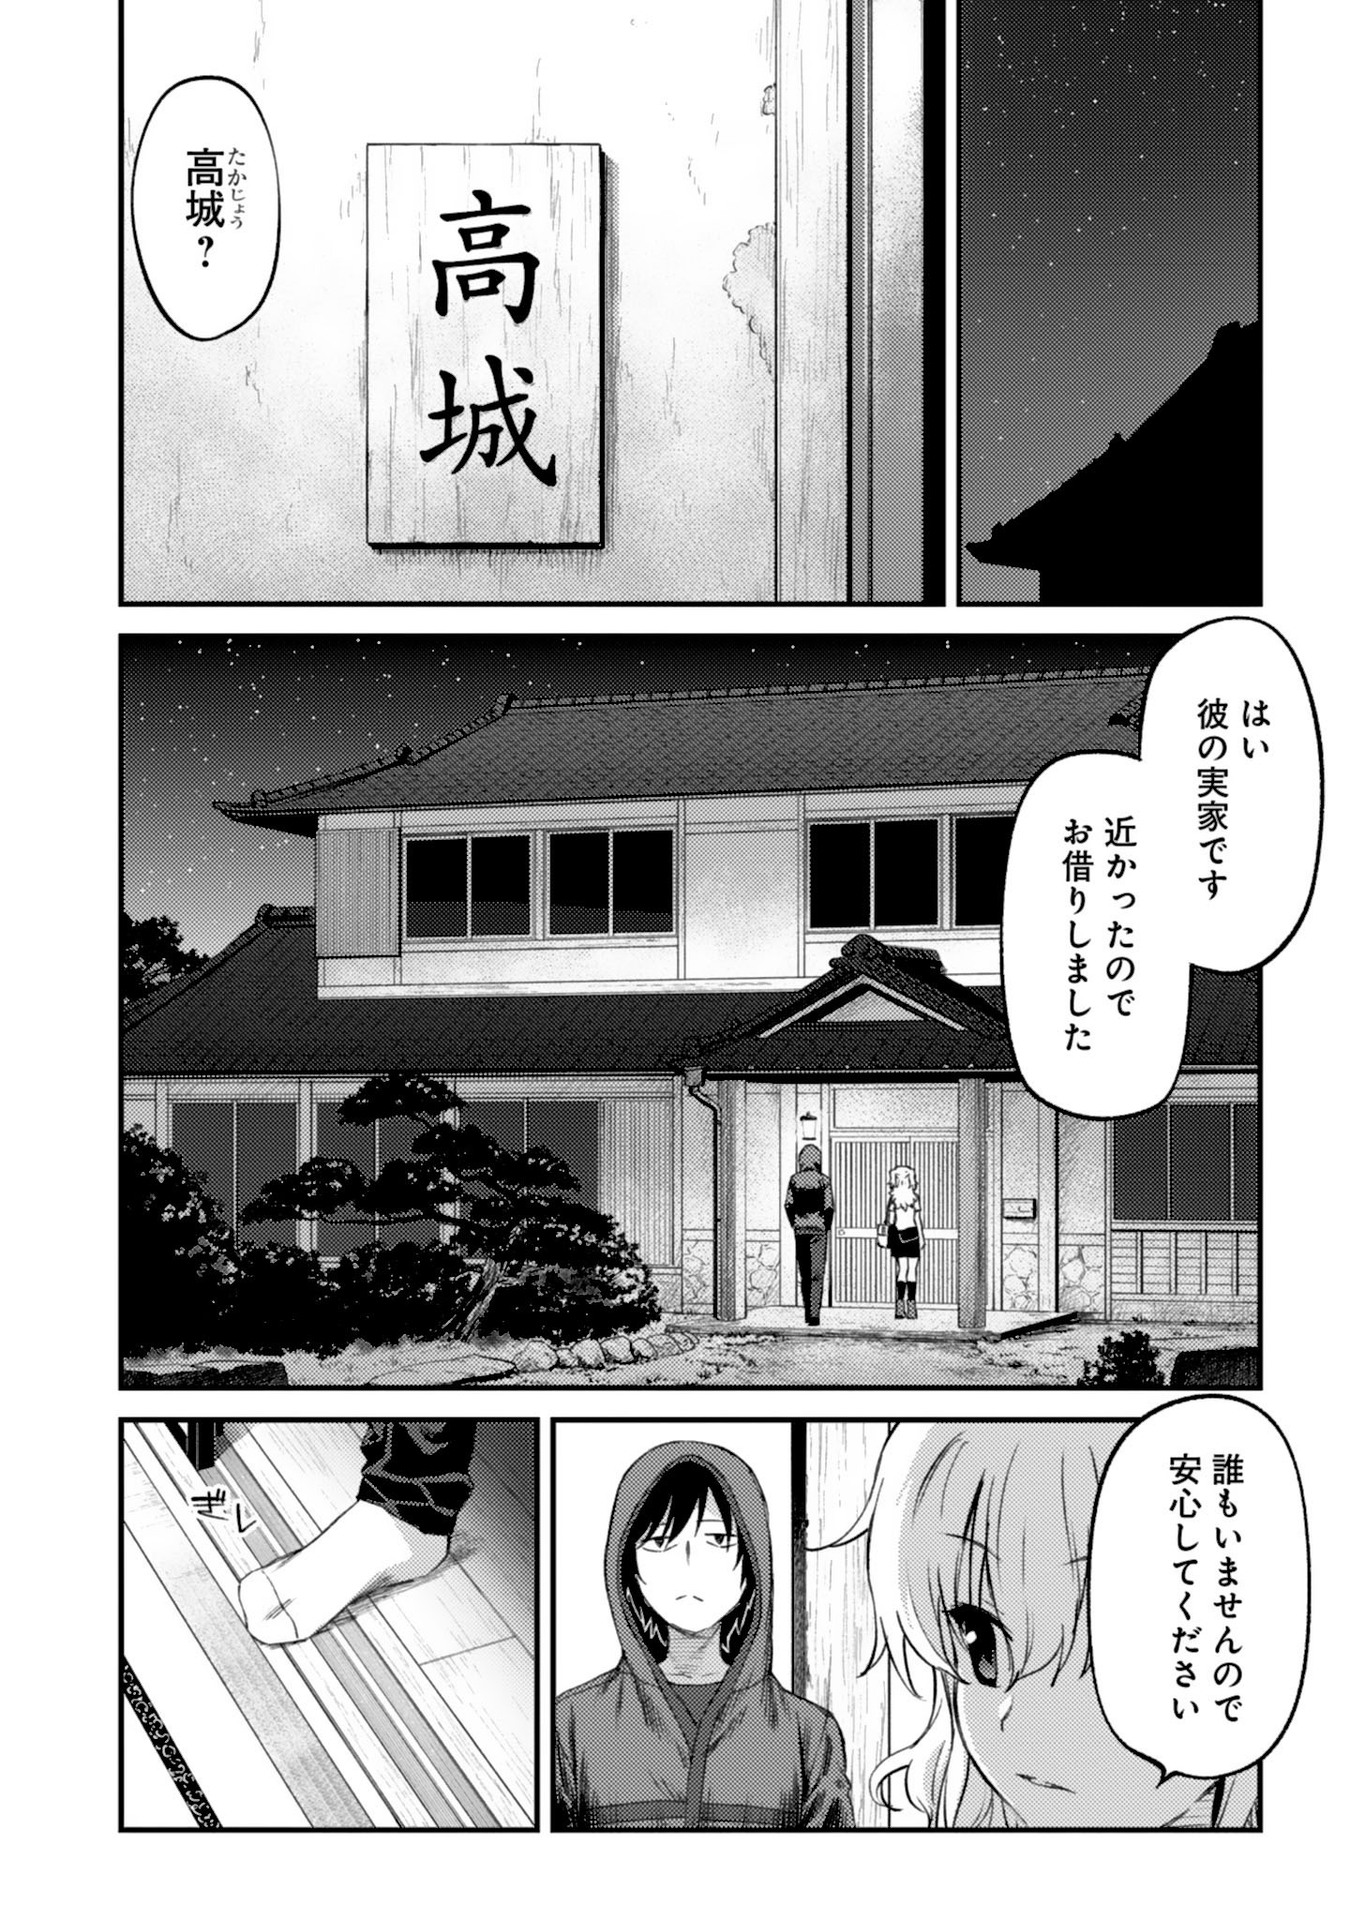 高城
高城?
たかじょう
はい
彼の実家です
近かったので
お借りしました
誰もいませんので
安心してください
ぎし